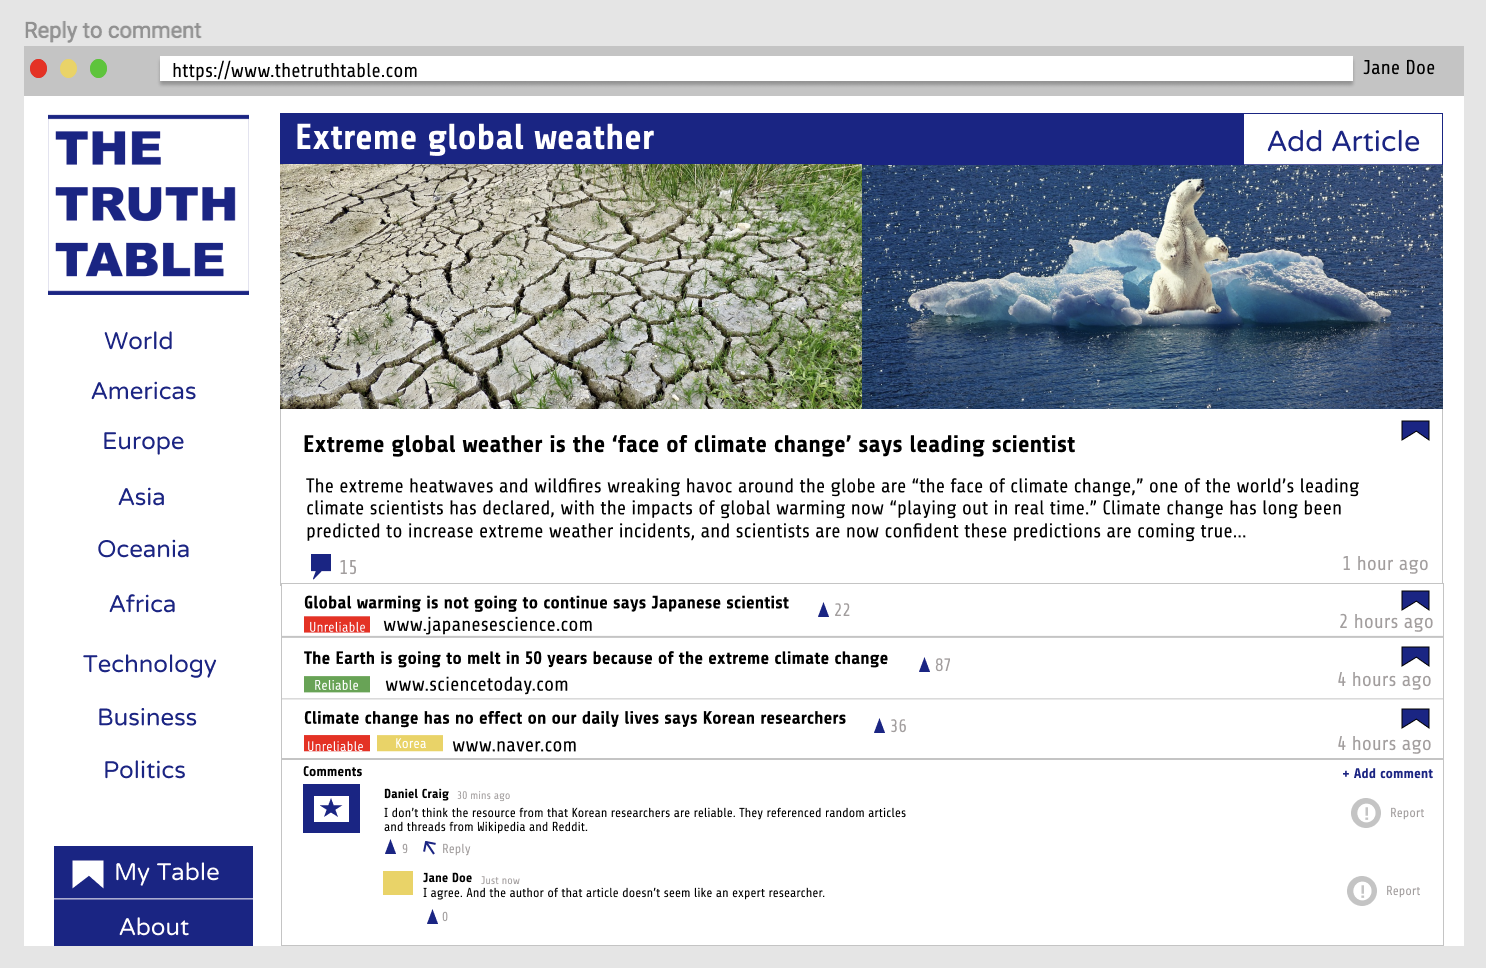 Reply to comment
https://www.thetruthtable.com
Jane Doe
THE
TRUTH
TABLE
World
Americas
Europe
Asia
Oceania
Africa
Technology
Business
Politics
My Table
About
Extreme global weather
Add Article
Extreme global weather is the ‘face of climate change’ says leading scientist
The extreme heatwaves and wildfires wreaking havoc around the globe are “the face of climate change,” one of the world’s leading
climate scientists has declared, with the impacts of global warming now “playing out in real time.” Climate change has long been
predicted to increase extreme weather incidents, and scientists are now confident these predictions are coming true...
15
1 hour ago
Global warming is not going to continue says Japanese scientist
22
Unreliable
www.japanesescience.com
2 hours ago
The Earth is going to melt in 50 years because of the extreme climate change
87
Reliable
www.sciencetoday.com
4 hours ago
Climate change has no effect on our daily lives says Korean researchers
36
Unreliable
Korea
www.naver.com
4 hours ago
Comments
+ Add comment
Daniel Craig 30 mins ago
I don’t think the resource from that Korean researchers are reliable. They referenced random articles
and threads from Wikipedia and Reddit.
9
Reply
Report
Jane Doe Just now
I agree. And the author of that article doesn’t seem like an expert researcher.
0
Report